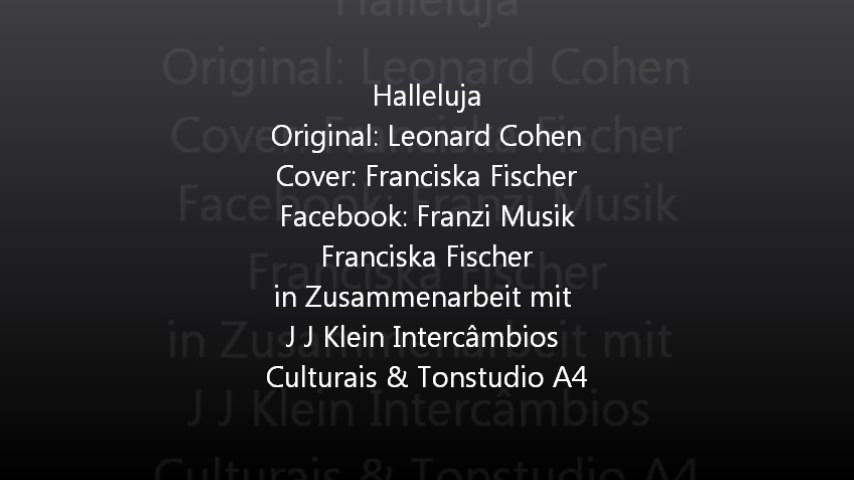 Halleluja
Original: Leonard Cohen
Cover: Franciska Fischer
Facebook: Franzi Musik
Franciska Fischer
in Zusammenarbeit mit
J J Klein Intercâmbios
Culturais & Tonstudio A4